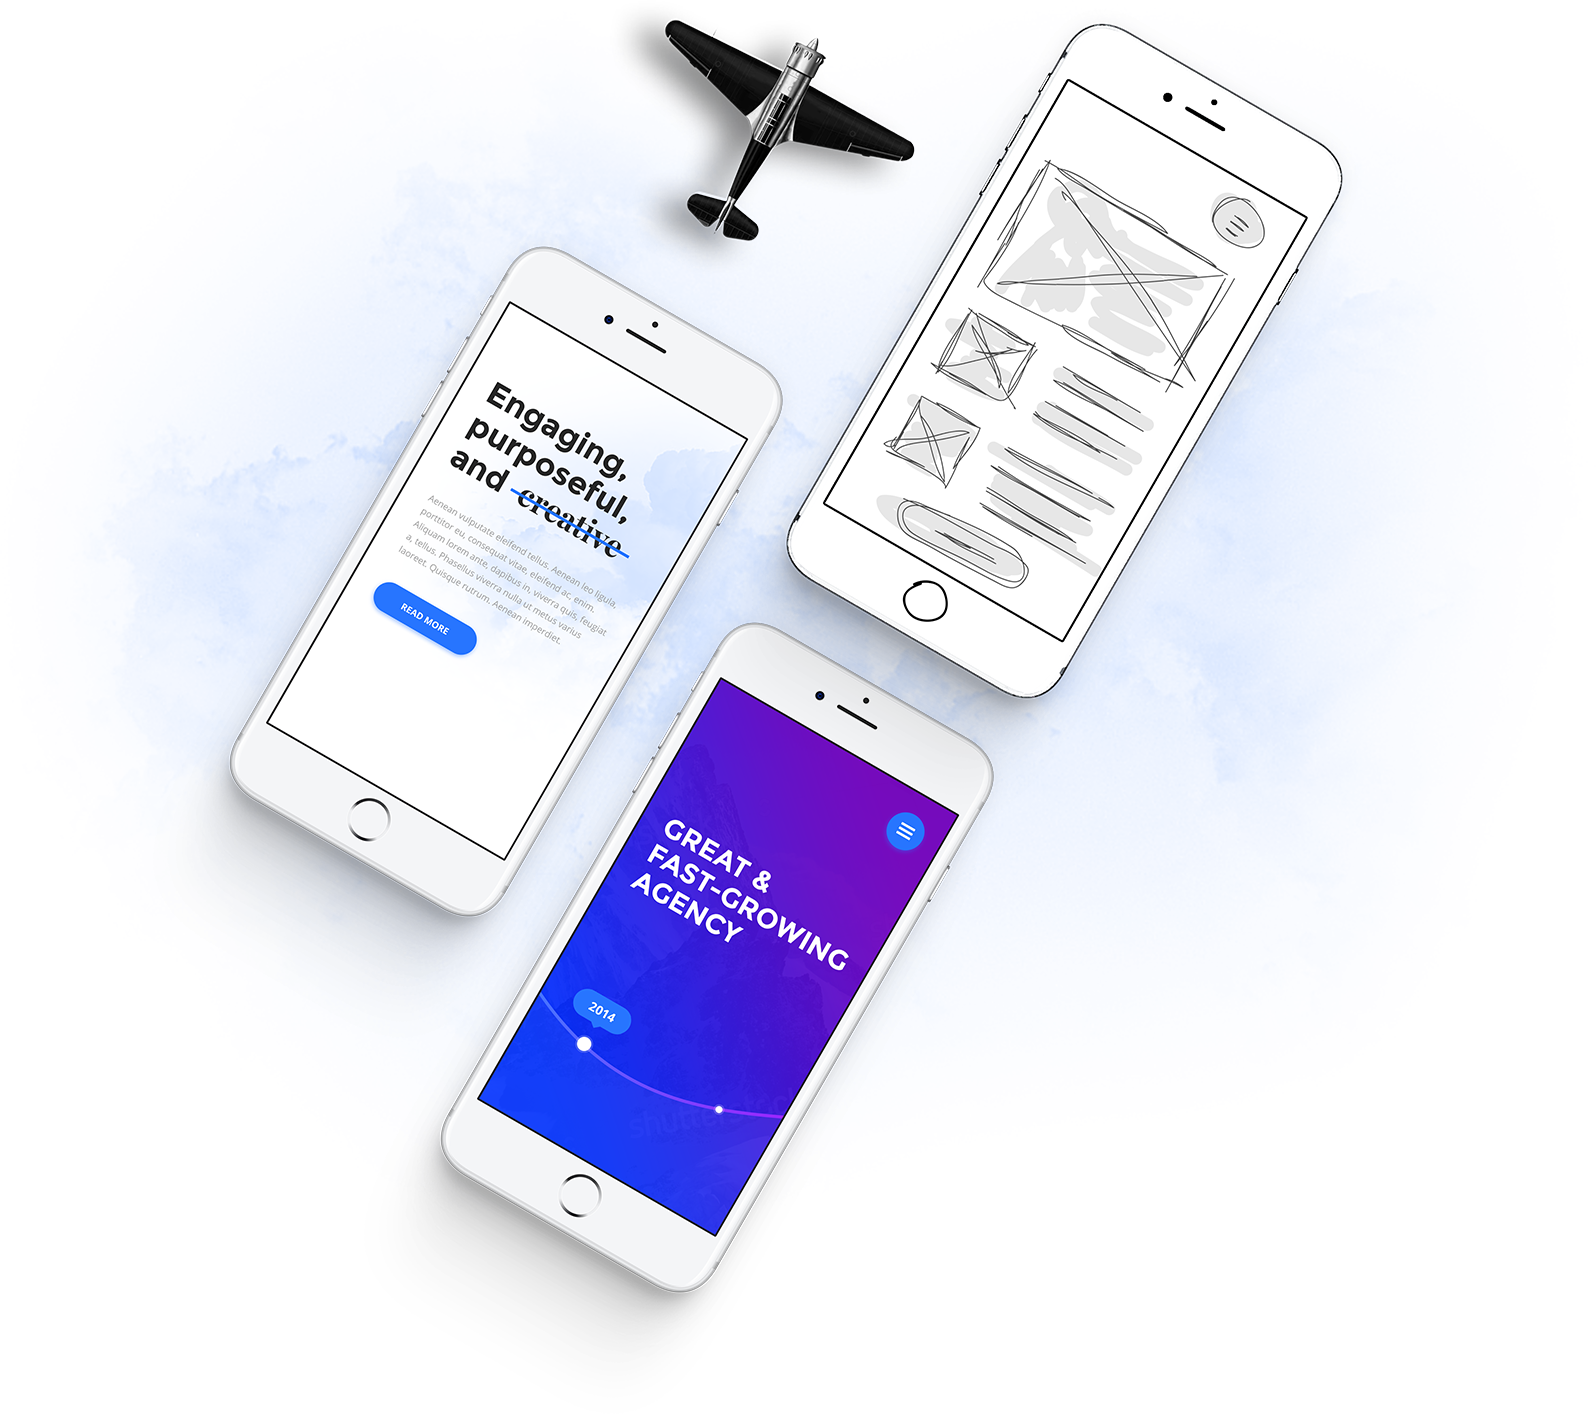 Engaging,
purposeful,
and creative
Aenean vulputate eleifend tellus. Aenean leo ligula,
porttitor eu, consequat vitae, eleifend ac, enim.
Aliquam lorem ante, dapibus in, viverra quis, feugiat
a, tellus. Phasellus viverra nulla ut metus varius
laoreet. Quisque rutrum. Aenean imperdiet.
READ MORE
GREAT &
FAST-GROWING
AGENCY
2014